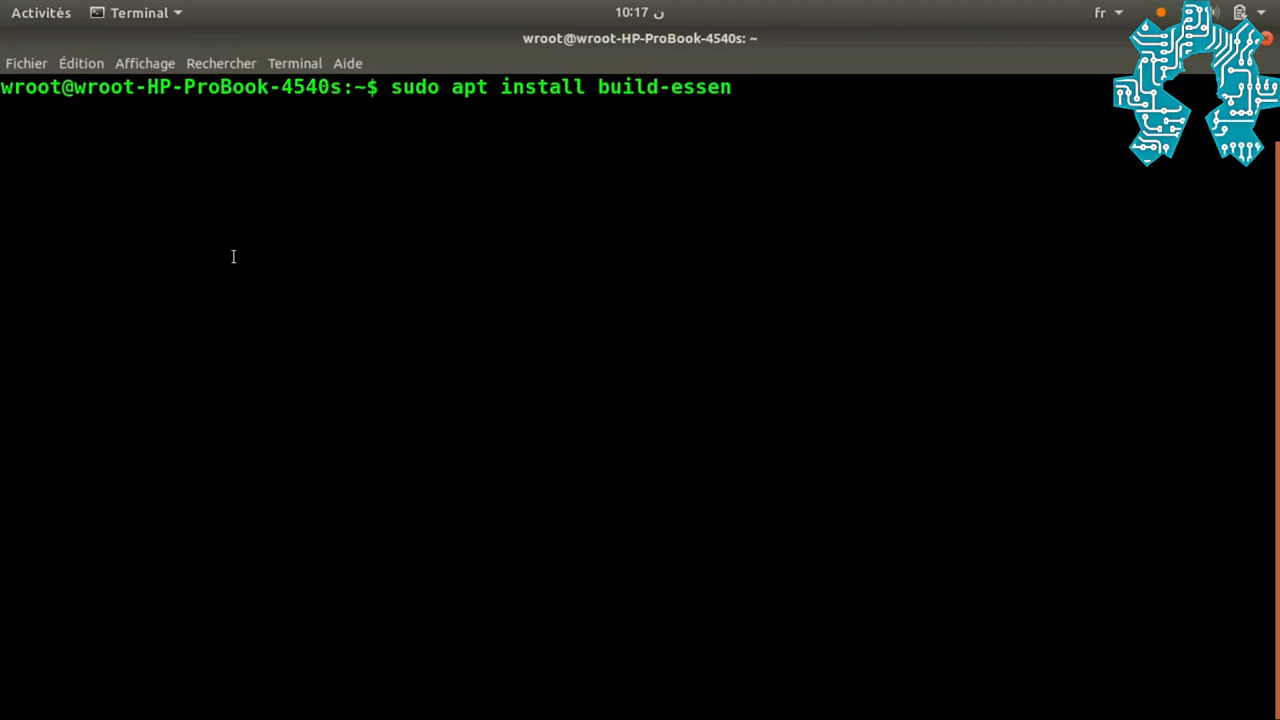 Activités Terminal 10:17 ن fr
wroot@wroot-HP-ProBook-4540s: ~
Fichier Édition Affichage Rechercher Terminal Aide
wroot@wroot-HP-ProBook-4540s:~$ sudo apt install build-essen